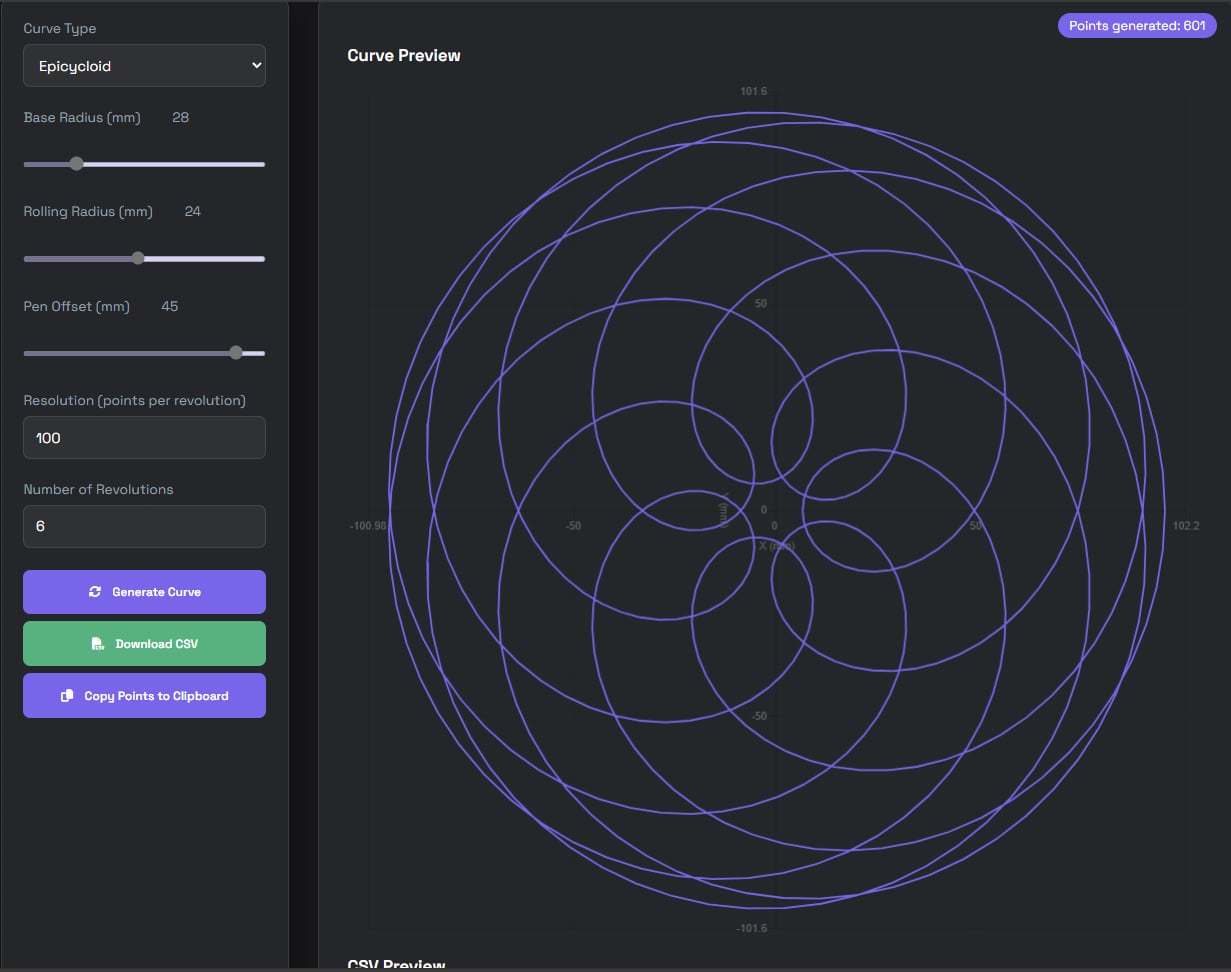 Curve Type
Epicycloid
Base Radius (mm) 28
Rolling Radius (mm) 24
Pen Offset (mm) 45
Resolution (points per revolution)
100
Number of Revolutions
6
Generate Curve
Download CSV
Copy Points to Clipboard
Points generated: 601
Curve Preview
101.6
50
0
Y (mm)
-100.98
-50
0
50
102.2
X (mm)
-50
-101.6
CSV Preview